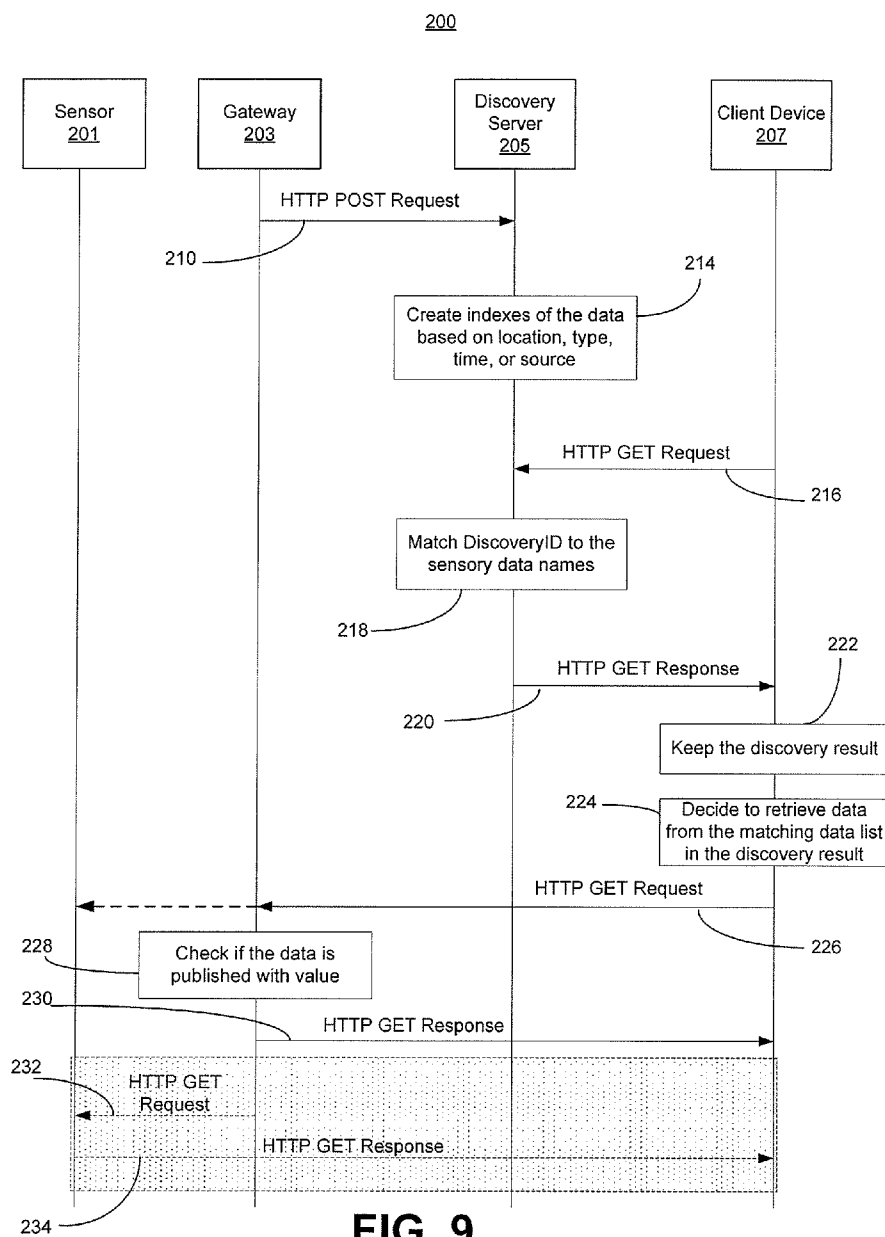 200
Sensor
201
Gateway
203
Discovery
Server
205
Client Device
207
HTTP POST Request
210
214
Create indexes of the data
based on location, type,
time, or source
HTTP GET Request
216
Match DiscoveryID to the
sensory data names
218
222
HTTP GET Response
220
Keep the discovery result
224
Decide to retrieve data
from the matching data list
in the discovery result
HTTP GET Request
226
228
Check if the data is
published with value
230
HTTP GET Response
232
HTTP GET
Request
HTTP GET Response
234
FIG. 9